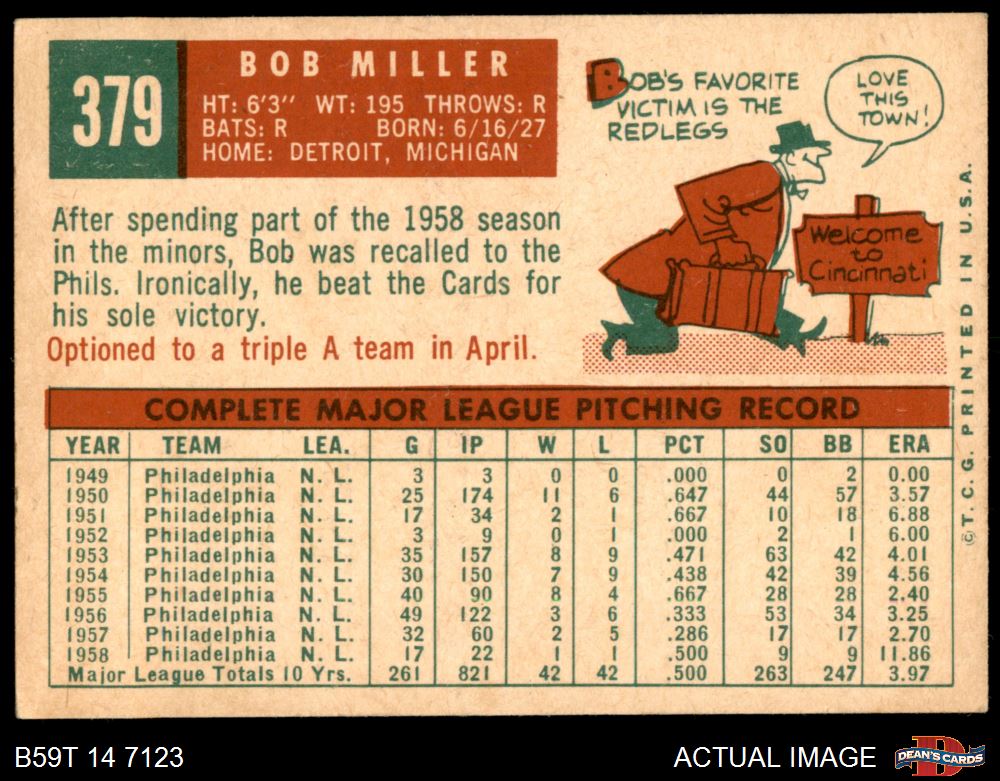 379
BOB MILLER
HT: 6'3" WT: 195 THROWS: R
BATS: R BORN: 6/16/27
HOME: DETROIT, MICHIGAN
BOB'S FAVORITE
VICTIM IS THE
REDLEGS
LOVE
THIS
TOWN!
Welcome
to
Cincinnati
After spending part of the 1958 season
in the minors, Bob was recalled to the
Phils. Ironically, he beat the Cards for
his sole victory.
Optioned to a triple A team in April.
COMPLETE MAJOR LEAGUE PITCHING RECORD
YEAR TEAM LEA. G IP W L PCT SO BB ERA
1949 Philadelphia N. L. 3 3 0 0 .000 0 2 0.00
1950 Philadelphia N. L. 25 174 11 6 .647 44 57 3.57
1951 Philadelphia N. L. 17 34 2 1 .667 10 18 6.88
1952 Philadelphia N. L. 3 9 0 1 .000 2 1 6.00
1953 Philadelphia N. L. 35 157 8 9 .471 63 42 4.01
1954 Philadelphia N. L. 30 150 7 9 .438 42 39 4.56
1955 Philadelphia N. L. 40 90 8 4 .667 28 28 2.40
1956 Philadelphia N. L. 49 122 3 6 .333 53 34 3.25
1957 Philadelphia N. L. 32 60 2 5 .286 17 17 2.70
1958 Philadelphia N. L. 17 22 1 1 .500 9 9 11.86
Major League Totals 10 Yrs. 261 821 42 42 .500 263 247 3.97
©T. C. G. PRINTED IN U. S. A.
B59T 14 7123
ACTUAL IMAGE
D
DEAN'S CARDS